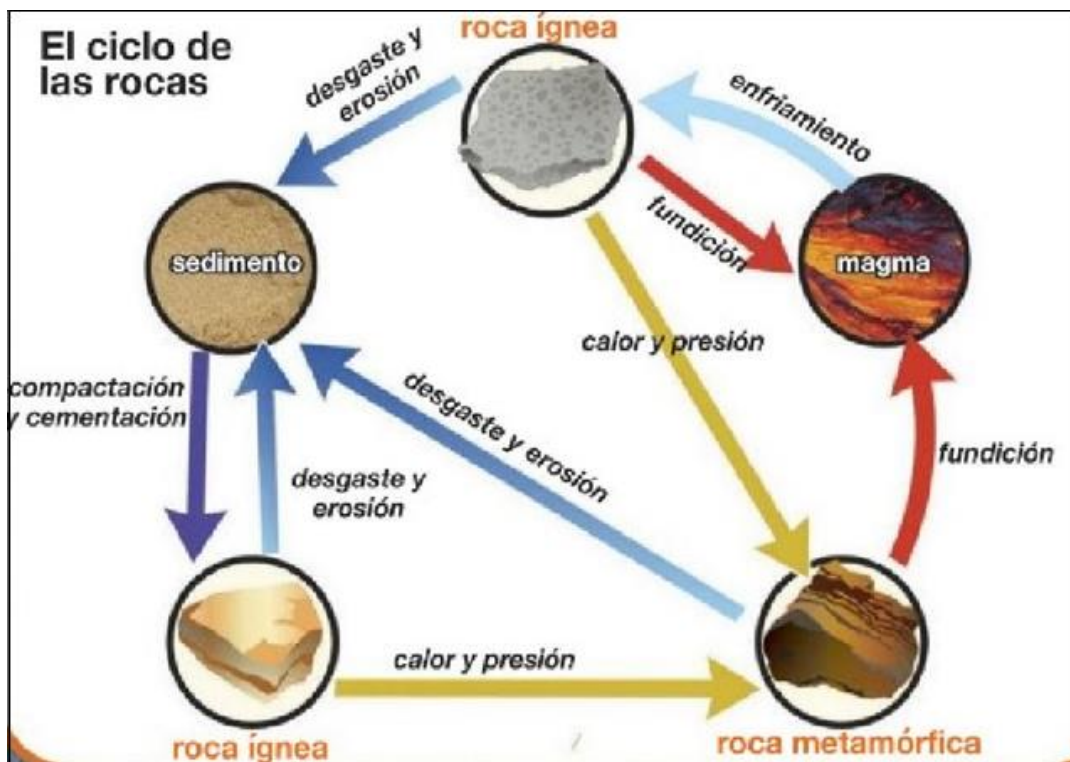 El ciclo de
las rocas
roca ígnea
desgaste y
erosión
enfriamiento
fundición
sedimento
magma
calor y presión
compactación
y cementación
desgaste y erosión
desgaste y
erosión
fundición
calor y presión
roca ígnea
roca metamórfica